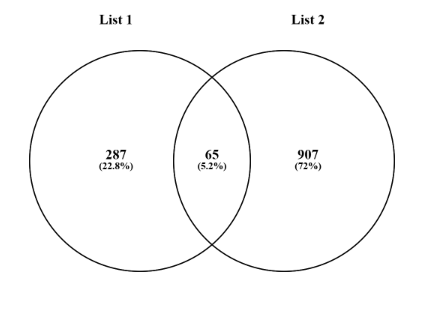 List 1 List 2
287 65 907
(22.8%) (5.2%) (72%)